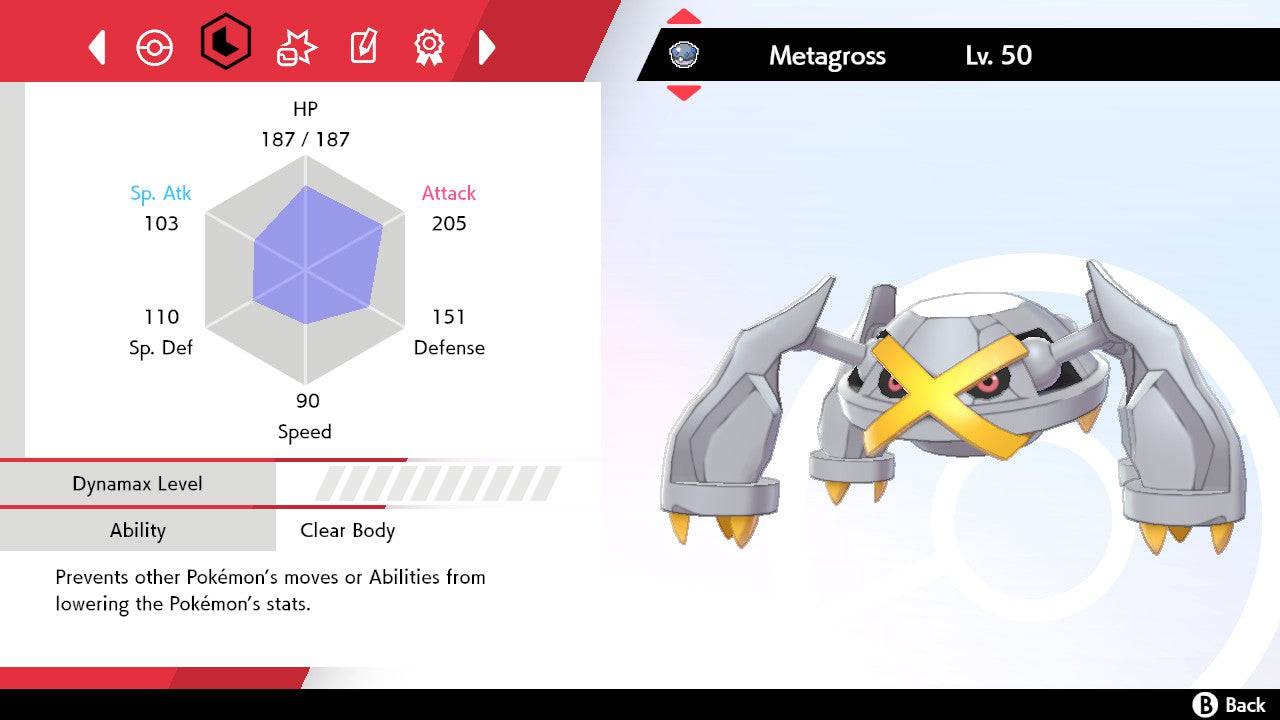 Metagross Lv. 50
HP
187 / 187
Sp. Atk
103
Attack
205
110
Sp. Def
151
Defense
90
Speed
Dynamax Level
Ability
Clear Body
Prevents other Pokémon's moves or Abilities from
lowering the Pokémon's stats.
B Back